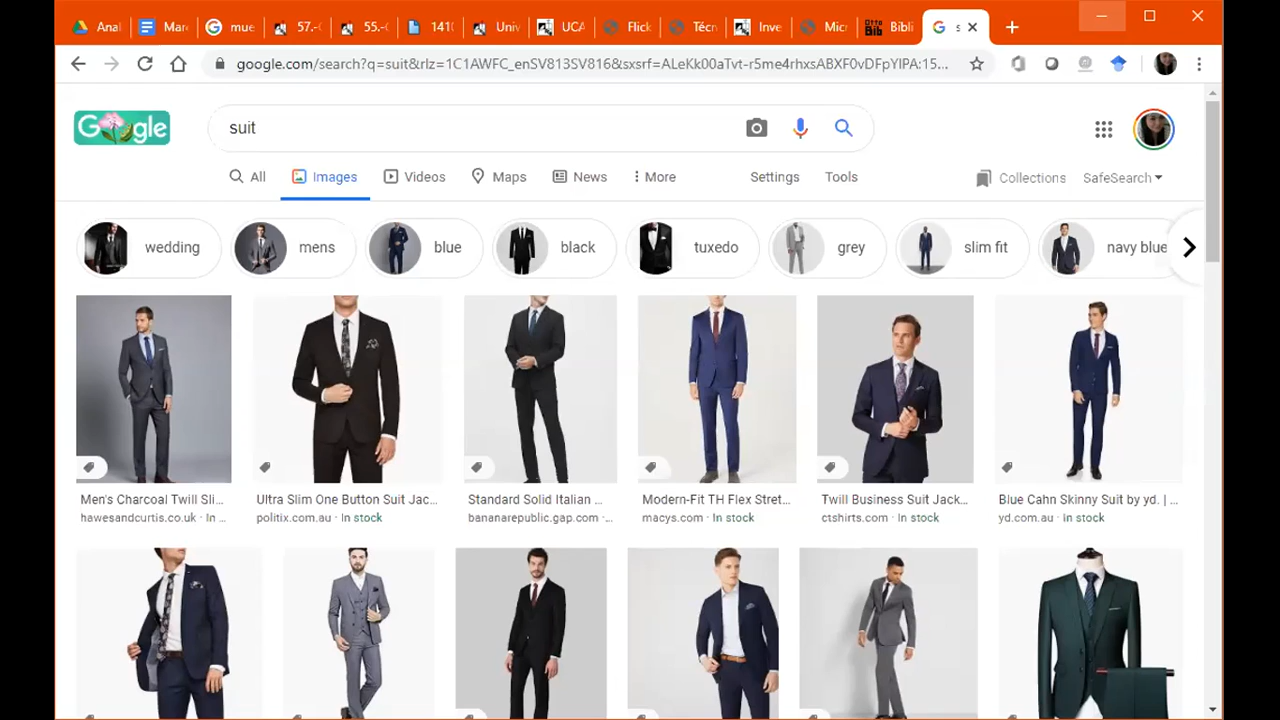 Anal
Mar
mue
57.-
55.-
141
Univ
UCA
Flick
Técn
Inve
Micr
Otto Bib
Bibli
s
google.com/search?q=suit&rlz=1C1AWFC_enSV813SV816&sxsrf=ALeKk00aTvt-r5me4rhxsABXF0vDFpYIPA:15...
Google
suit
All
Images
Videos
Maps
News
More
Settings
Tools
Collections
SafeSearch
wedding
mens
blue
black
tuxedo
grey
slim fit
navy blue
Men's Charcoal Twill Sli...
hawesandcurtis.co.uk · In ...
Ultra Slim One Button Suit Jac...
politix.com.au · In stock
Standard Solid Italian ...
bananarepublic.gap.com · ...
Modern-Fit TH Flex Stret...
macys.com · In stock
Twill Business Suit Jack...
ctshirts.com · In stock
Blue Cahn Skinny Suit by yd. | ...
yd.com.au · In stock